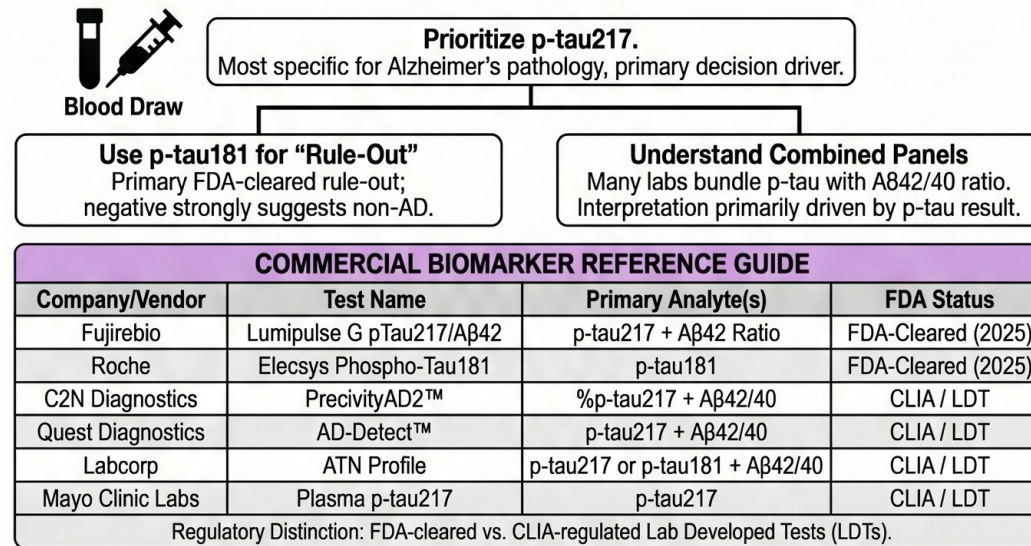 Blood Draw
Prioritize p-tau217.
Most specific for Alzheimer's pathology, primary decision driver.
Use p-tau181 for “Rule-Out”
Primary FDA-cleared rule-out;
negative strongly suggests non-AD.
Understand Combined Panels
Many labs bundle p-tau with A842/40 ratio.
Interpretation primarily driven by p-tau result.
COMMERCIAL BIOMARKER REFERENCE GUIDE
Company/Vendor Test Name Primary Analyte(s) FDA Status
Fujirebio Lumipulse G pTau217/Aβ42 p-tau217 + Aβ42 Ratio FDA-Cleared (2025)
Roche Elecsys Phospho-Tau181 p-tau181 FDA-Cleared (2025)
C2N Diagnostics PrecivityAD2™ %p-tau217 + Aβ42/40 CLIA / LDT
Quest Diagnostics AD-Detect™ p-tau217 + Aβ42/40 CLIA / LDT
Labcorp ATN Profile p-tau217 or p-tau181 + Aβ42/40 CLIA / LDT
Mayo Clinic Labs Plasma p-tau217 p-tau217 CLIA / LDT
Regulatory Distinction: FDA-cleared vs. CLIA-regulated Lab Developed Tests (LDTs).